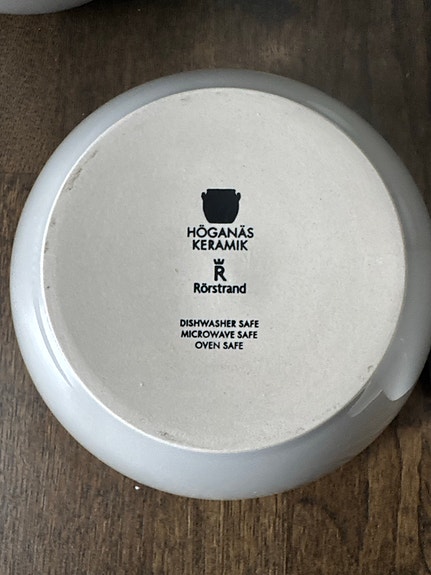 HÖGANÄS
KERAMIK
R
Rörstrand
DISHWASHER SAFE
MICROWAVE SAFE
OVEN SAFE